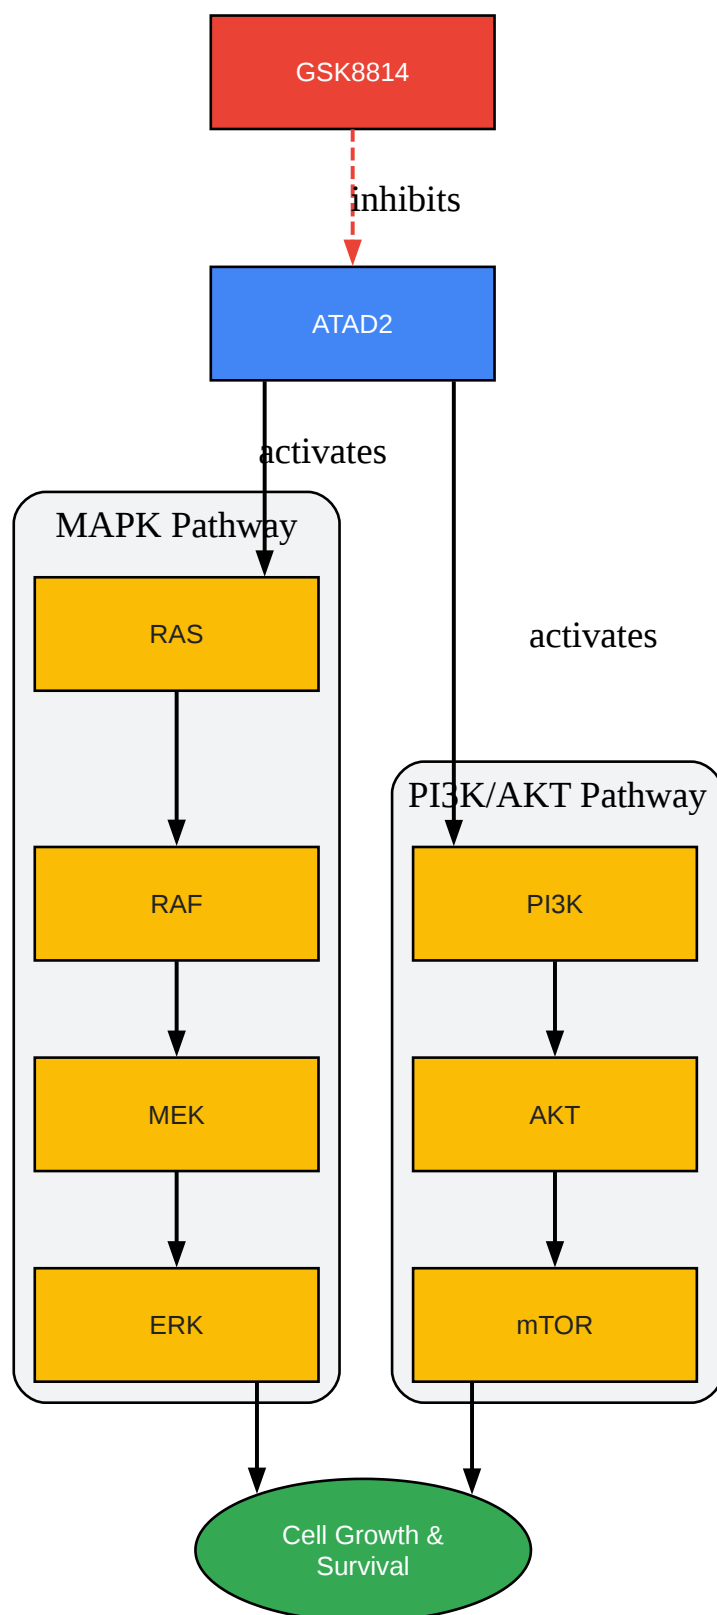 GSK8814
inhibits
ATAD2
activates
MAPK Pathway
RAS
activates
PI3K/AKT Pathway
RAF
PI3K
MEK
AKT
ERK
mTOR
Cell Growth &
Survival